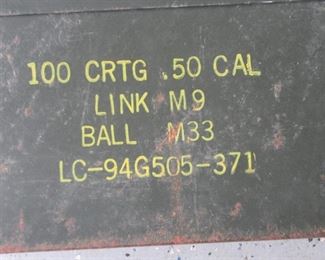 100 CRTG .50 CAL
LINK M9
BALL M33
LC-94G505-371